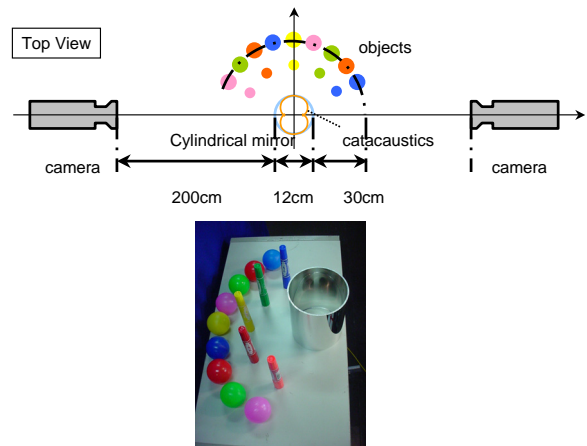 Top View
objects
Cylindrical mirror
catacaustics
camera
camera
200cm
12cm
30cm